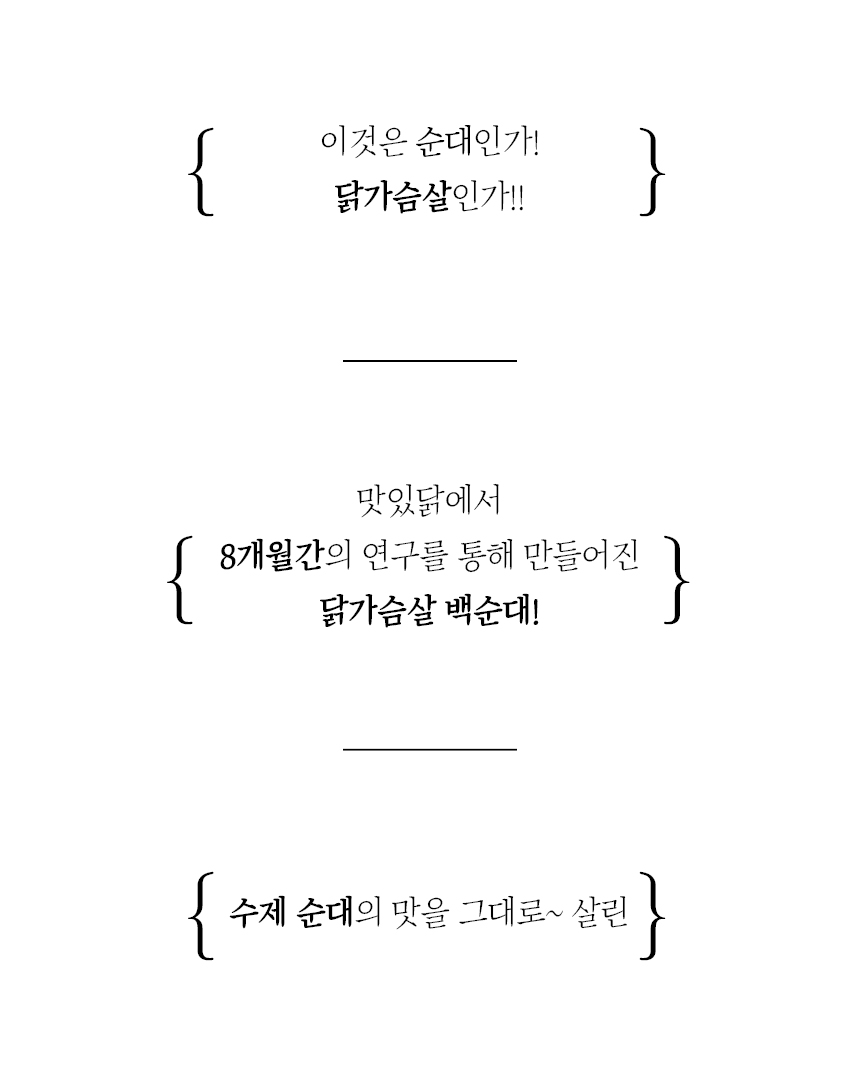 이것은 순대인가!
닭가슴살인가!!
맛있닭에서
8개월간의 연구를 통해 만들어진
닭가슴살 백순대!
수제 순대의 맛을 그대로~ 살린